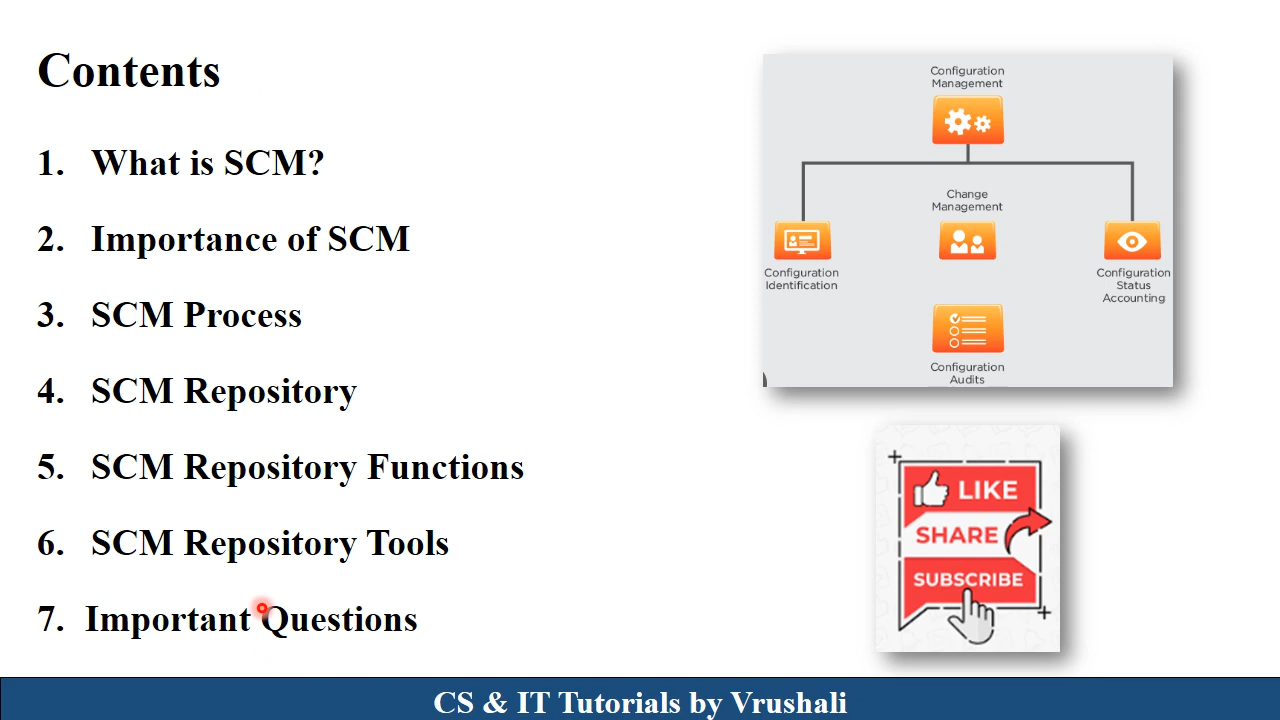 Contents
1. What is SCM?
2. Importance of SCM
3. SCM Process
4. SCM Repository
5. SCM Repository Functions
6. SCM Repository Tools
7. Important Questions
Configuration
Management
Change
Management
Configuration
Identification
Configuration
Status
Accounting
Configuration
Audits
LIKE
SHARE
SUBSCRIBE
CS & IT Tutorials by Vrushali